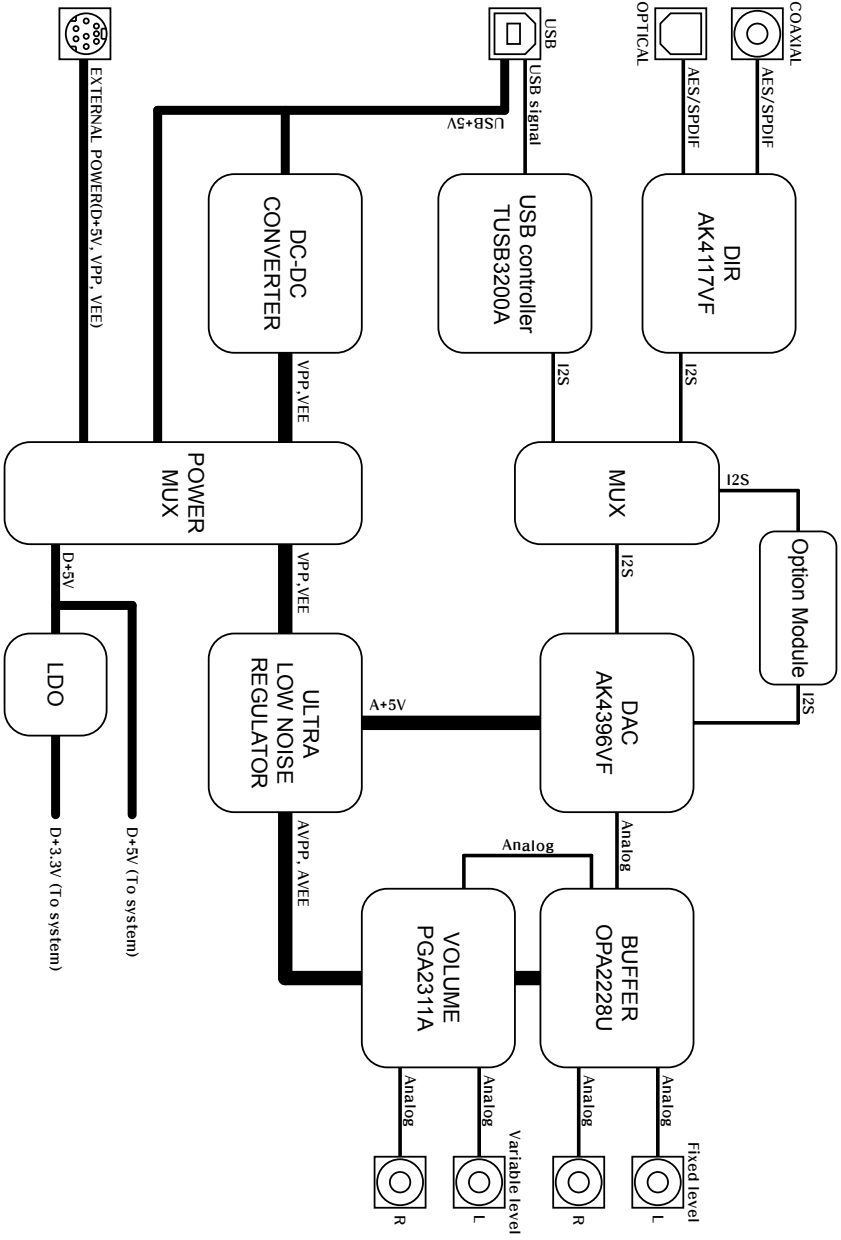 COAXIAL
AES/SPDIF
OPTICAL
AES/SPDIF
DIR
AK4117VF
I2S
I2S
Option Module
I2S
USB
USB signal
USB+5V
USB controller
TUSB3200A
I2S
MUX
I2S
DAC
AK4396VF
Analog
BUFFER
OPA2228U
Analog
Analog
Fixed level
L
R
Analog
VOLUME
PGA2311A
Analog
Analog
Variable level
L
R
DC-DC
CONVERTER
VPP,VEE
POWER
MUX
VPP,VEE
ULTRA
LOW NOISE
REGULATOR
A+5V
AVPP, AVEE
EXTERNAL POWER(D+5V, VPP, VEE)
D+5V
LDO
D+5V (To system)
D+3.3V (To system)